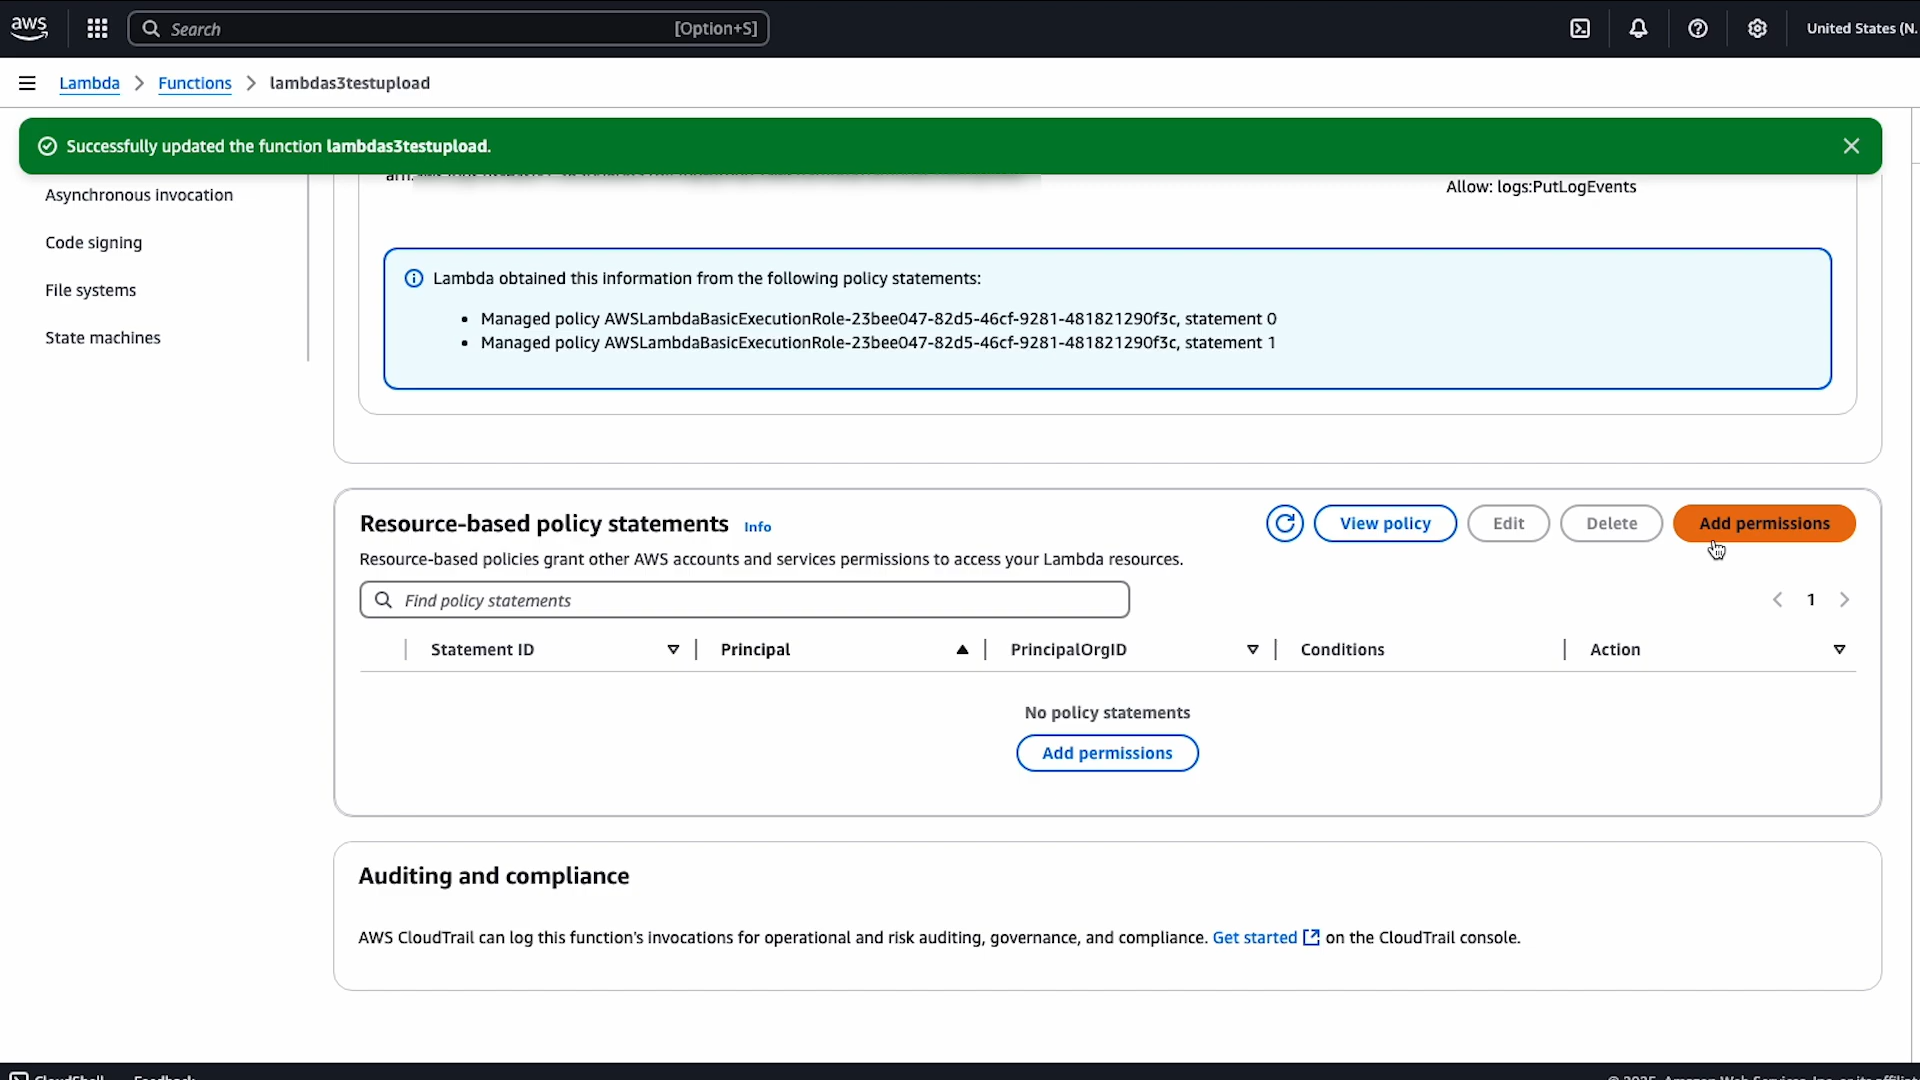 aws
Search [Option+S]
United States (N.
Lambda > Functions > lambdas3testupload
Successfully updated the function lambdas3testupload.
Asynchronous invocation
Code signing
File systems
State machines
Allow: logs:PutLogEvents
Lambda obtained this information from the following policy statements:
• Managed policy AWSLambdaBasicExecutionRole-23bee047-82d5-46cf-9281-481821290f3c, statement 0
• Managed policy AWSLambdaBasicExecutionRole-23bee047-82d5-46cf-9281-481821290f3c, statement 1
Resource-based policy statements Info
View policy Edit Delete Add permissions
Resource-based policies grant other AWS accounts and services permissions to access your Lambda resources.
Find policy statements
1
Statement ID Principal PrincipalOrgID Conditions Action
No policy statements
Add permissions
Auditing and compliance
AWS CloudTrail can log this function's invocations for operational and risk auditing, governance, and compliance. Get started on the CloudTrail console.
CloudShell Feedback